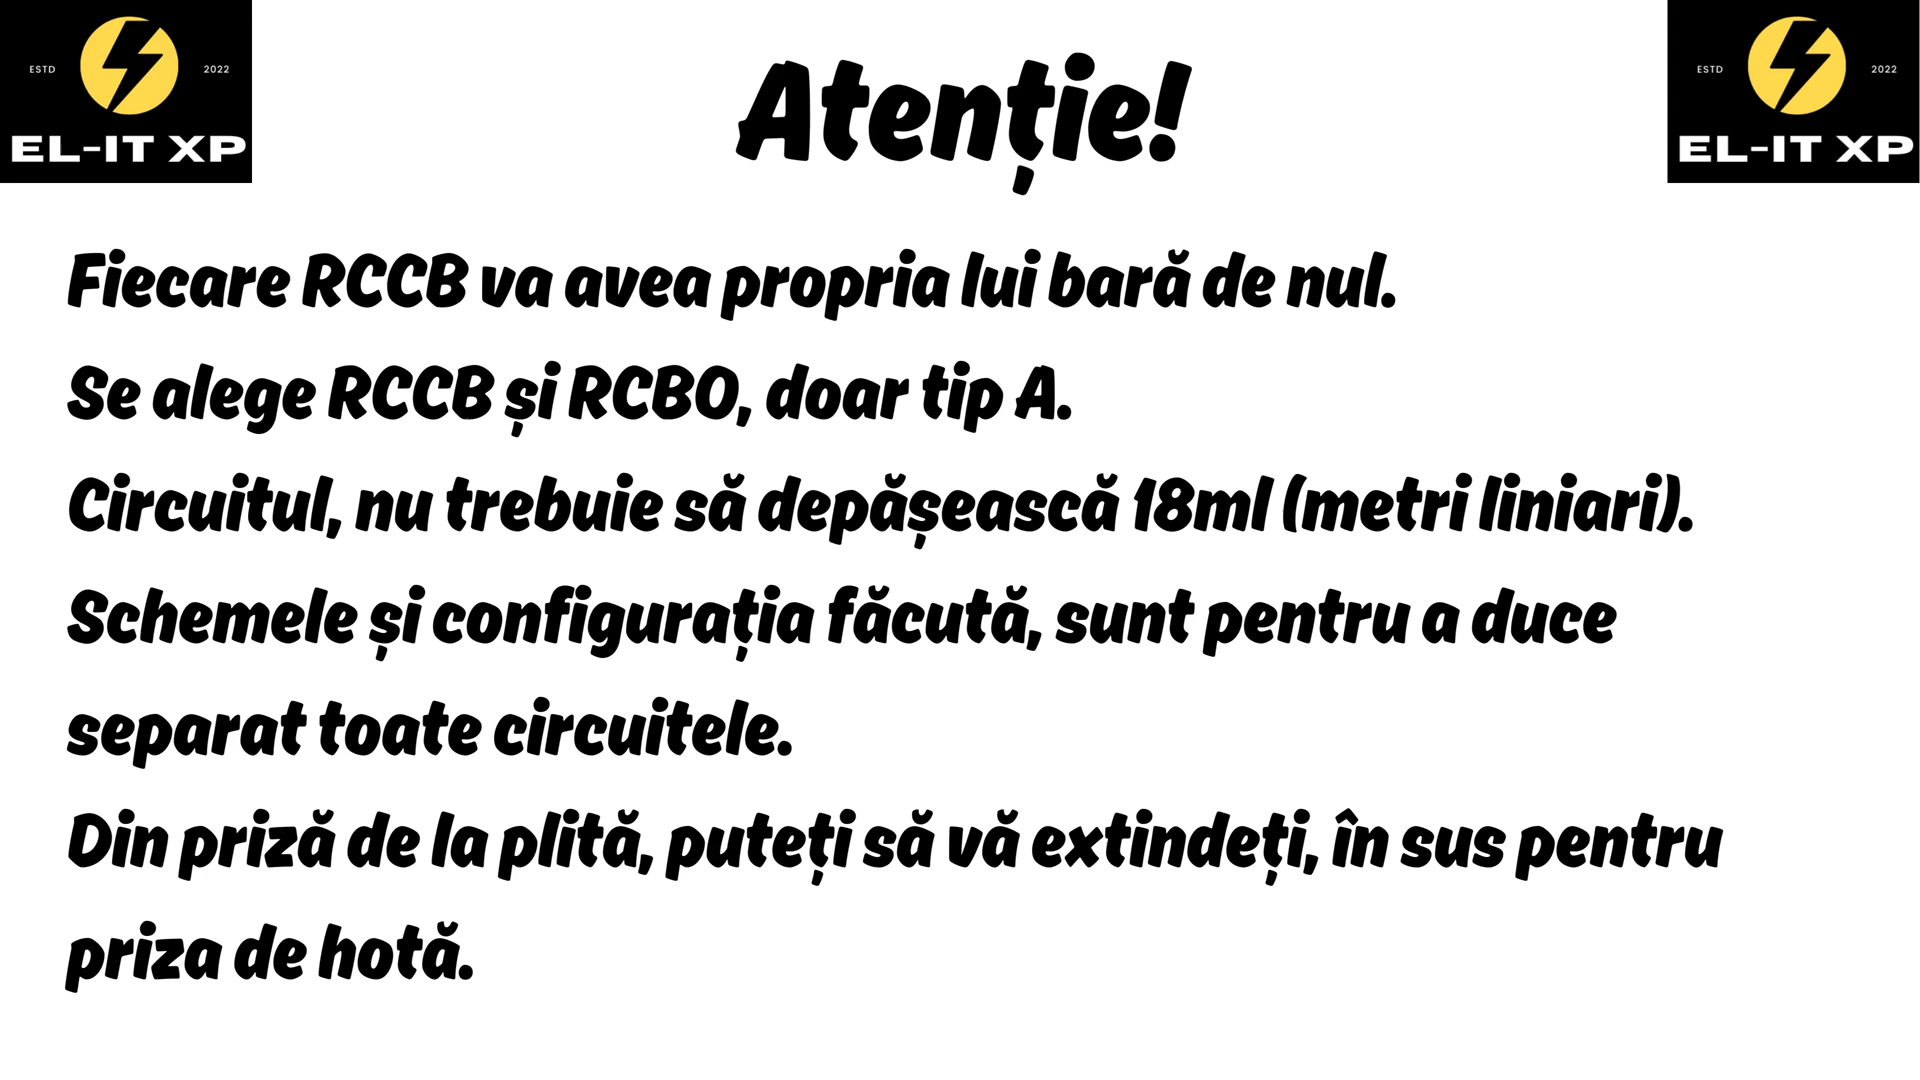 ESTD
2022
EL-IT XP
Atenție!
ESTD
2022
EL-IT XP
Fiecare RCCB va avea propria lui bară de nul.
Se alege RCCB și RCBO, doar tip A.
Circuitul, nu trebuie să depășească 18ml (metri liniari).
Schemele și configurația făcută, sunt pentru a duce
separat toate circuitele.
Din priză de la plită, puteți să vă extindeți, în sus pentru
priza de hotă.